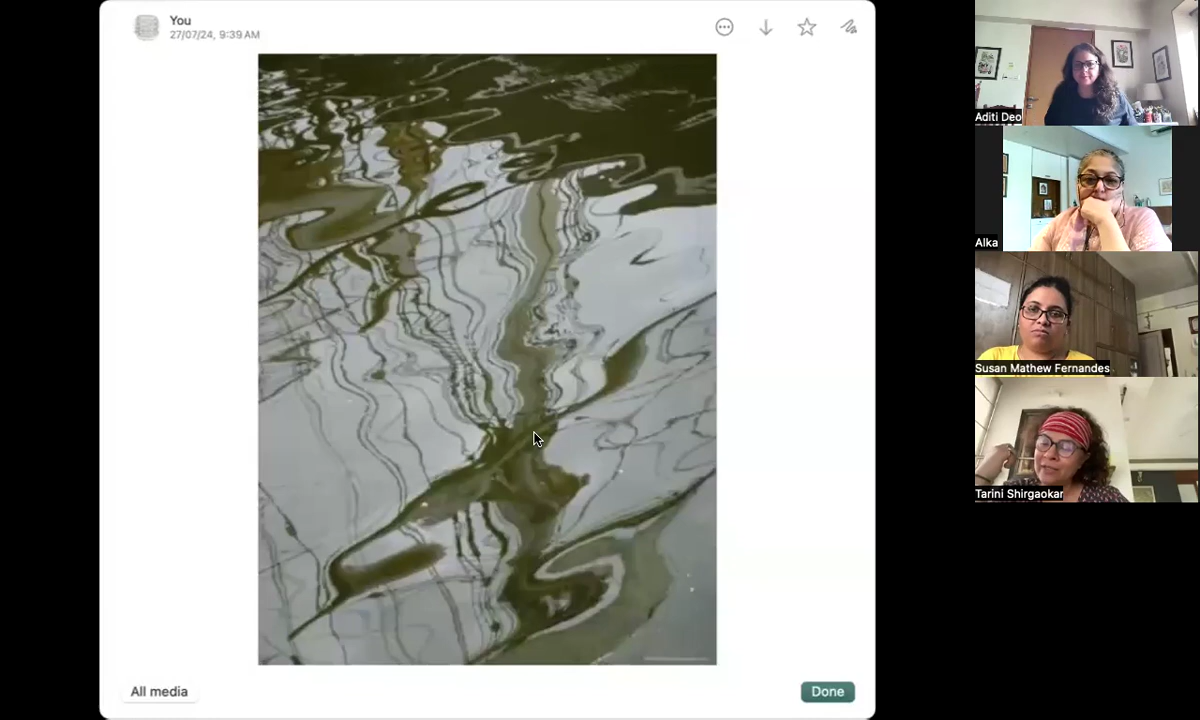 You
27/07/24, 9:39 AM
All media
Done
Aditi Deo
Alka
Susan Mathew Fernandes
Tarini Shirgaokar